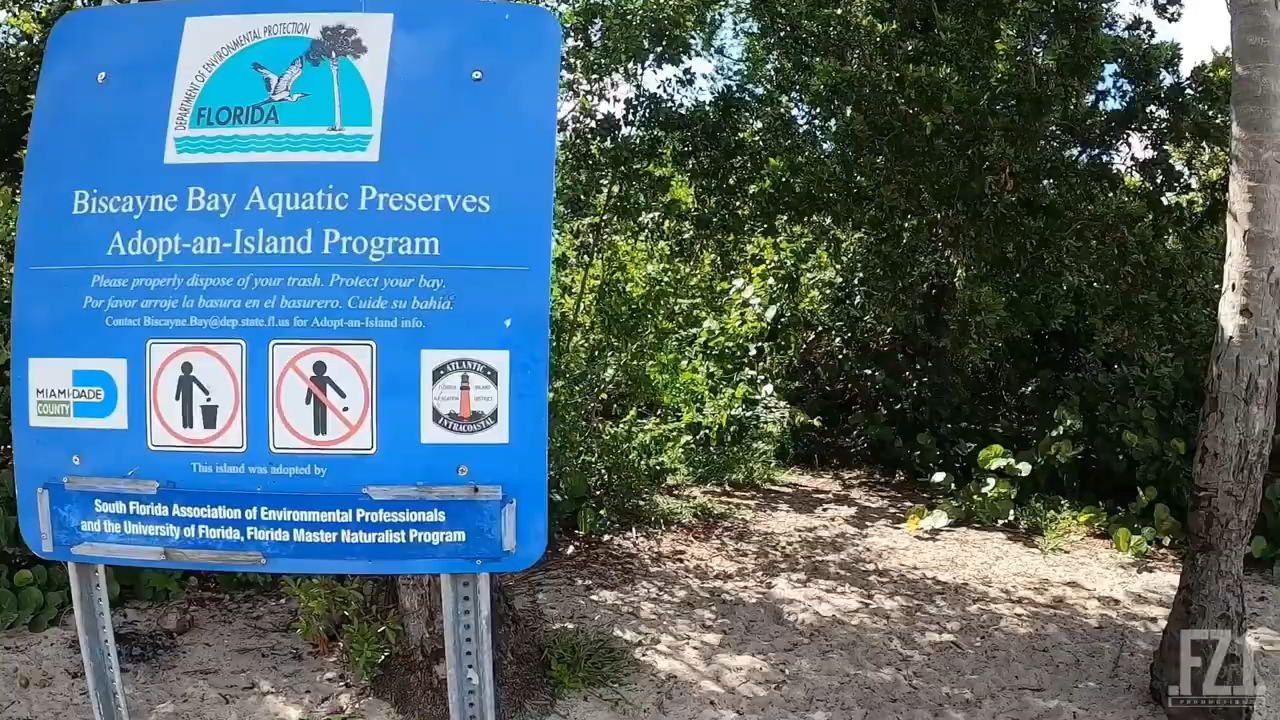 DEPARTMENT OF ENVIRONMENTAL PROTECTION
FLORIDA
Biscayne Bay Aquatic Preserves
Adopt-an-Island Program
Please properly dispose of your trash. Protect your bay.
Por favor arroje la basura en el basurero. Cuide su bahía.
Contact Biscayne.Bay@dep.state.fl.us for Adopt-an-Island info.
MIAMI-DADE
COUNTY
ATLANTIC
FLORIDA INLAND
NAVIGATION DISTRICT
INTRACOASTAL
This island was adopted by
South Florida Association of Environmental Professionals
and the University of Florida, Florida Master Naturalist Program